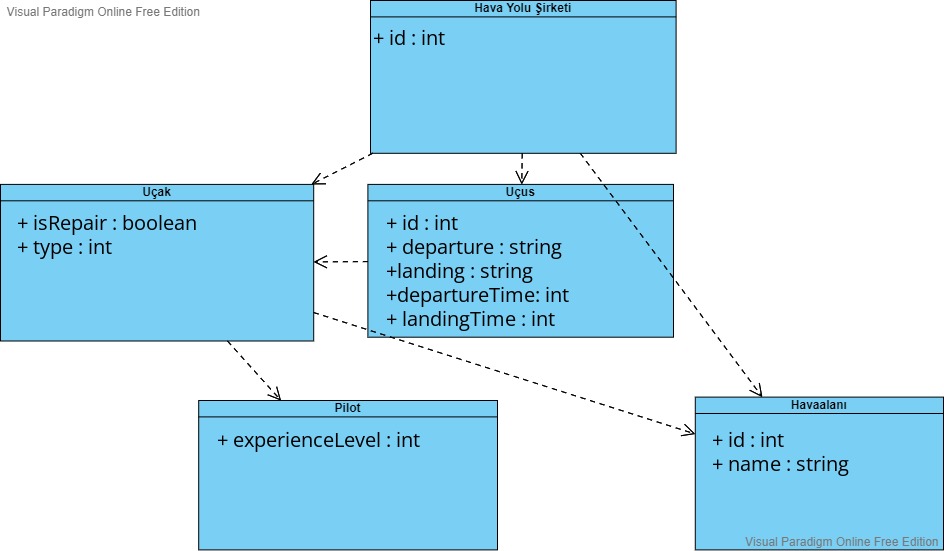 Visual Paradigm Online Free Edition
Hava Yolu Şirketi
+ id : int
Uçak
+ isRepair : boolean
+ type : int
Uçus
+ id : int
+ departure : string
+landing : string
+departureTime: int
+ landingTime : int
Pilot
+ experienceLevel : int
Havaalanı
+ id : int
+ name : string
Visual Paradigm Online Free Edition